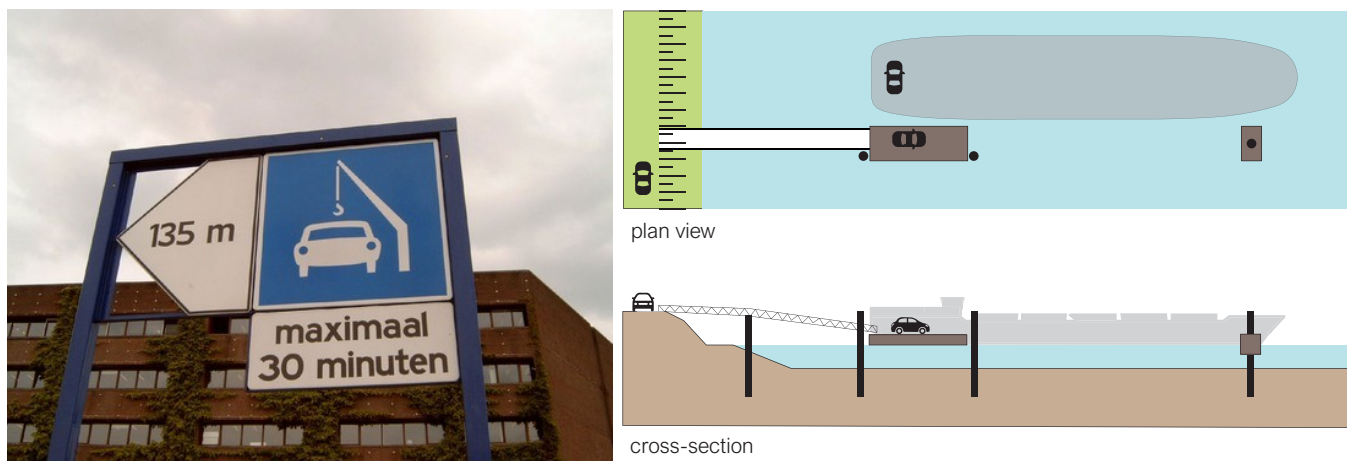 135 m
maximaal
30 minuten
plan view
cross-section